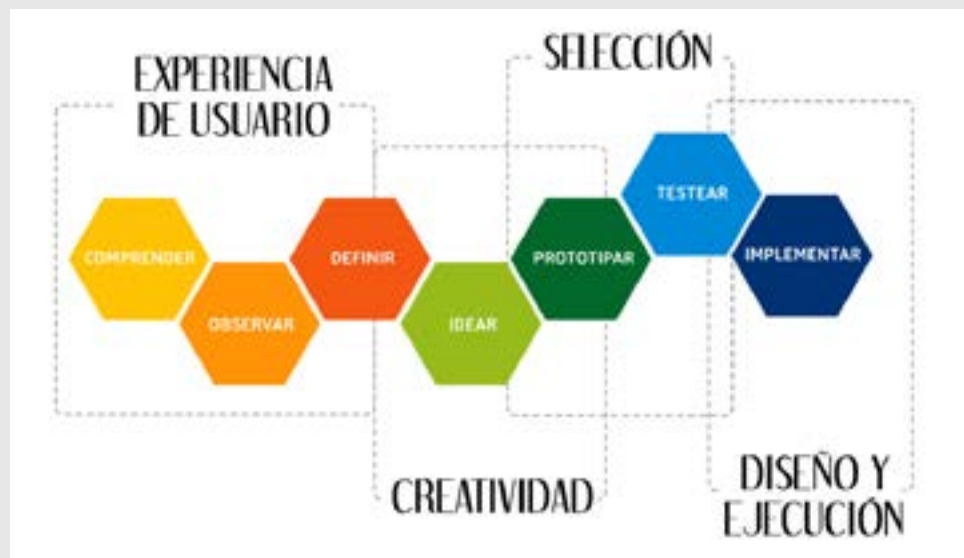 EXPERIENCIA
DE USUARIO
SELECCIÓN
COMPRENDER
OBSERVAR
DEFINIR
IDEAR
PROTOTIPAR
TESTEAR
IMPLEMENTAR
CREATIVIDAD
DISEÑO Y
EJECUCIÓN